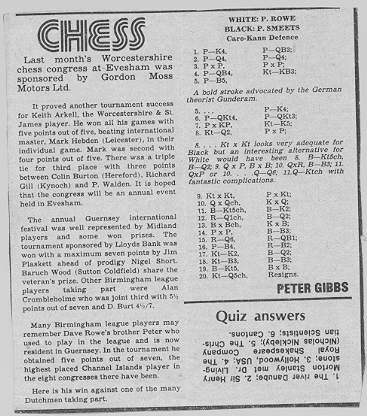 CHESS
Last month's Worcestershire
chess congress at Evesham was
sponsored by Gordon Moss
Motors Ltd.
It proved another tournament success
for Keith Arkell, the Worcestershire & St.
James player. He won all his games with
five points out of five, beating international
master, Mark Hebden (Leicester), in their
individual game. Mark was second with
four points out of five. There was a triple
tie for third place with three points
between Colin Burton (Hereford), Richard
Gill (Kynoch) and P. Walden. It is hoped
that the congress will be an annual event
held in Evesham.
The annual Guernsey international
festival was well represented by Midland
players and some won prizes. The
tournament sponsored by Lloyds Bank was
won with a maximum seven points by Jim
Plaskett ahead of prodigy Nigel Short.
Baruch Wood (Sutton Coldfield) share the
veteran's prize. Other Birmingham league
players taking part were Alan
Crombleholme who was joint third with 5½
points out of seven and D. Burt 4½/7.
Many Birmingham league players may
remember Dave Rowe's brother Peter who
used to play in the league and is now
resident in Guernsey. In the tournament he
obtained five points out of seven, the
highest placed Channel Islands player in
the eight congresses there have been.
Here is his win against one of the many
Dutchmen taking part.
WHITE: P. ROWE
BLACK: P. SMEETS
Caro-Kann Defence
1. P—K4, P—QB3;
2. P—Q4, P—Q4;
3. P x P, P x P;
4. P—QB4, Kt—KB3;
5. P—B5,
A bold stroke advocated by the German
theorist Gunderam.
5. . . . P—K4;
6. P—QKt4, P—QKt3;
7. P x KP, Kt—K5;
8. Kt—Q2, P x P;
8. . . . Kt x Kt looks very adequate for
Black but an interesting alternative for
White would have been 8. B—Kt5ch,
B—Q2; 9. Q x P, B x B; 10. QxR, B—B3; 11.
QxP or 10. . . . Q—Q6; 11.Q—Ktch with
fantastic complications.
9. Kt x Kt, P x Kt;
10. Q x Qch, K x Q;
11. B—Kt5ch, B—K2;
12. R—Q1ch, B—Q2;
13. B x Bch, K x B;
14. P x P, B—B3;
15. R—Q6, R—QB1;
16. P—B4, R—B2;
17. Kt—K2, B—B2;
18. Kt—B3;
19. B—Kt5, B x B;
20. Kt—Q5ch, Resigns.
PETER GIBBS
Quiz answers
1. The river Danube; 2. Sir Henry
Morton Stanley met Dr. Living-
stone; 3. Hollywood, USA; 4. The
Royal Shakespeare Company
(Nicholas Nickleby); 5. The Chris-
tian Scientists; 6. Cantons.